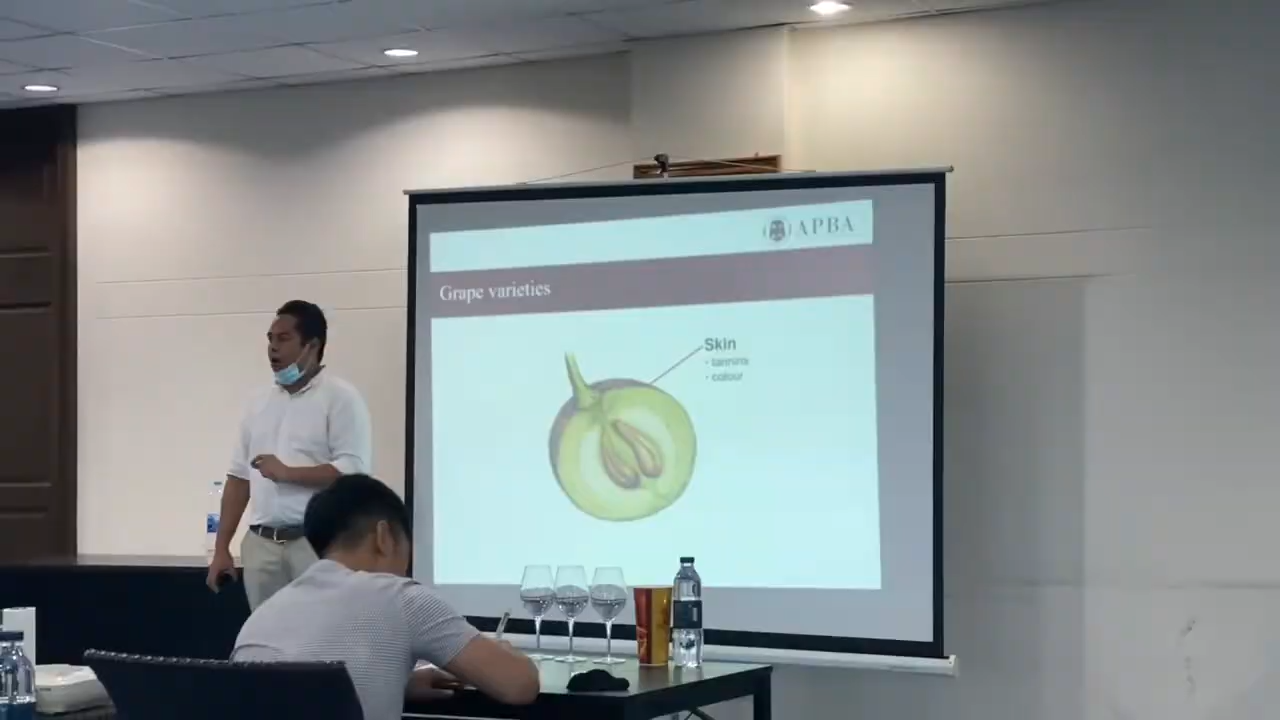 APBA
Grape varieties
Skin
• tannins
• colour